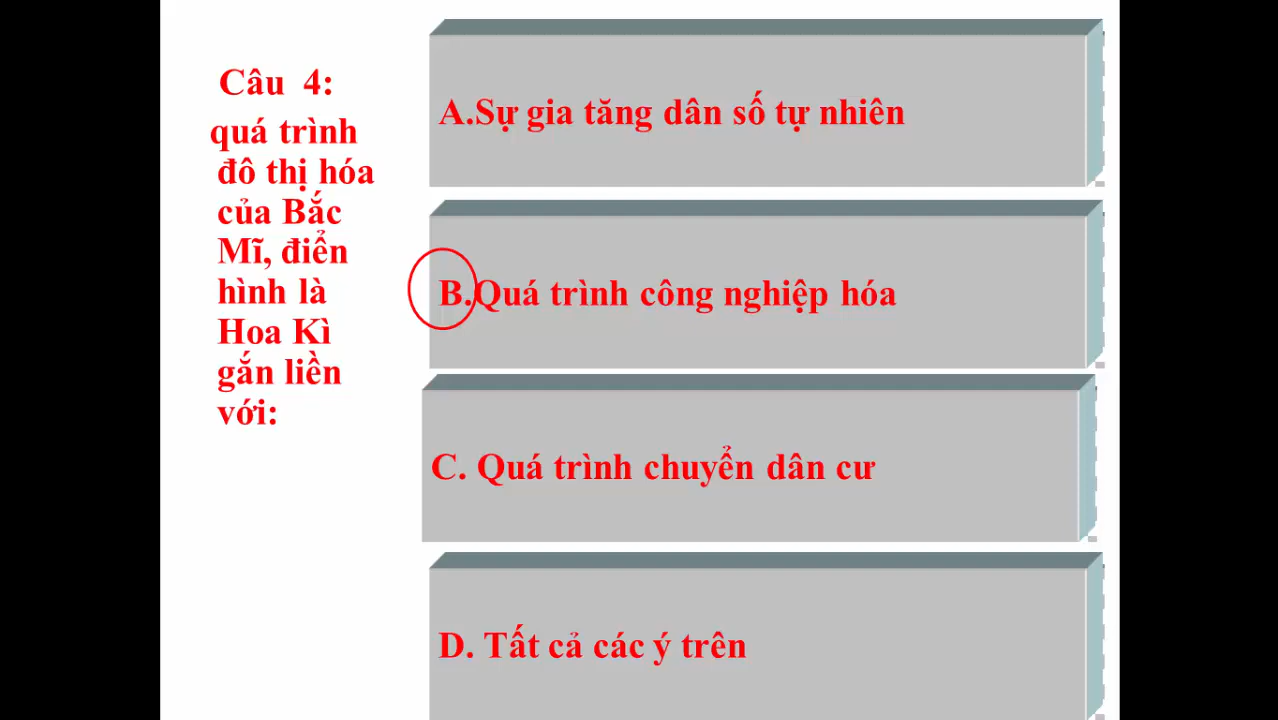 Câu 4:
quá trình
đô thị hóa
của Bắc
Mĩ, điển
hình là
Hoa Kì
gắn liền
với:
A.Sự gia tăng dân số tự nhiên
B.Quá trình công nghiệp hóa
C. Quá trình chuyển dân cư
D. Tất cả các ý trên